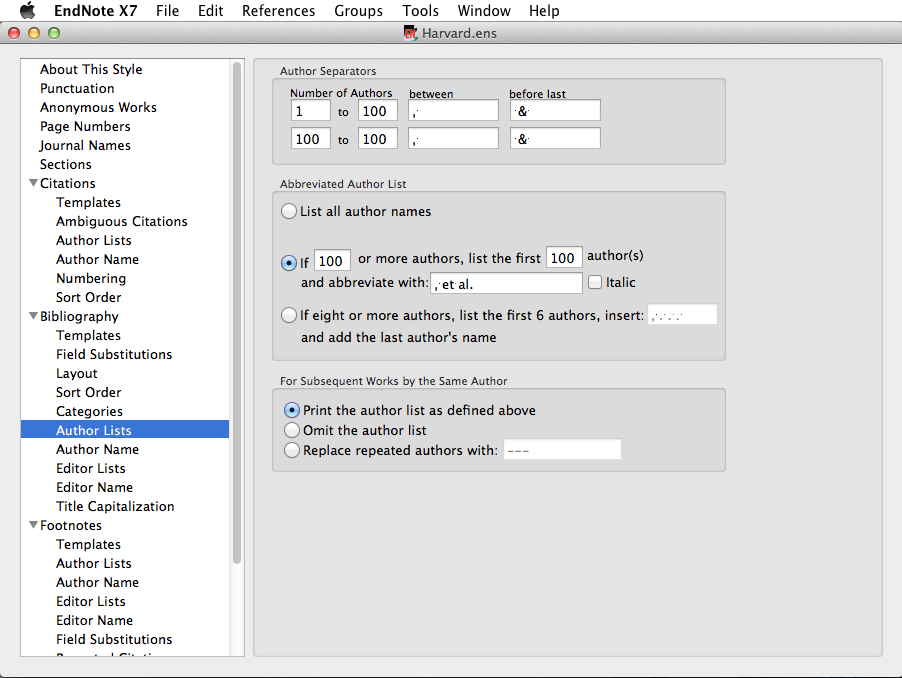 EndNote X7 File Edit References Groups Tools Window Help
Harvard.ens
About This Style
Punctuation
Anonymous Works
Page Numbers
Journal Names
Sections
Citations
Templates
Ambiguous Citations
Author Lists
Author Name
Numbering
Sort Order
Bibliography
Templates
Field Substitutions
Layout
Sort Order
Categories
Author Lists
Author Name
Editor Lists
Editor Name
Title Capitalization
Footnotes
Templates
Author Lists
Author Name
Editor Lists
Editor Name
Field Substitutions
Author Separators
Number of Authors between before last
1 to 100 ,· ·&·
100 to 100 ,· ·&·
Abbreviated Author List
List all author names
If 100 or more authors, list the first 100 author(s)
and abbreviate with: ,·et·al. Italic
If eight or more authors, list the first 6 authors, insert: ,·.·.·.·
and add the last author's name
For Subsequent Works by the Same Author
Print the author list as defined above
Omit the author list
Replace repeated authors with: ---